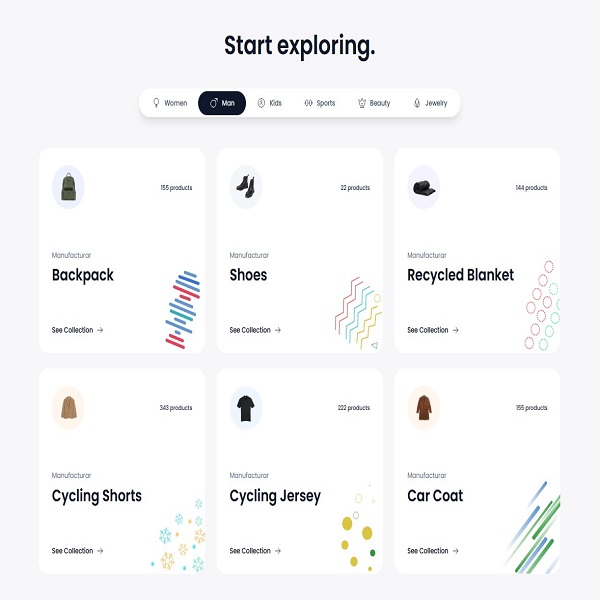 Start exploring.
Women Man Kids Sports Beauty Jewelry
155 products
Manufacturar
Backpack
See Collection
22 products
Manufacturar
Shoes
See Collection
144 products
Manufacturar
Recycled Blanket
See Collection
343 products
Manufacturar
Cycling Shorts
See Collection
222 products
Manufacturar
Cycling Jersey
See Collection
155 products
Manufacturar
Car Coat
See Collection